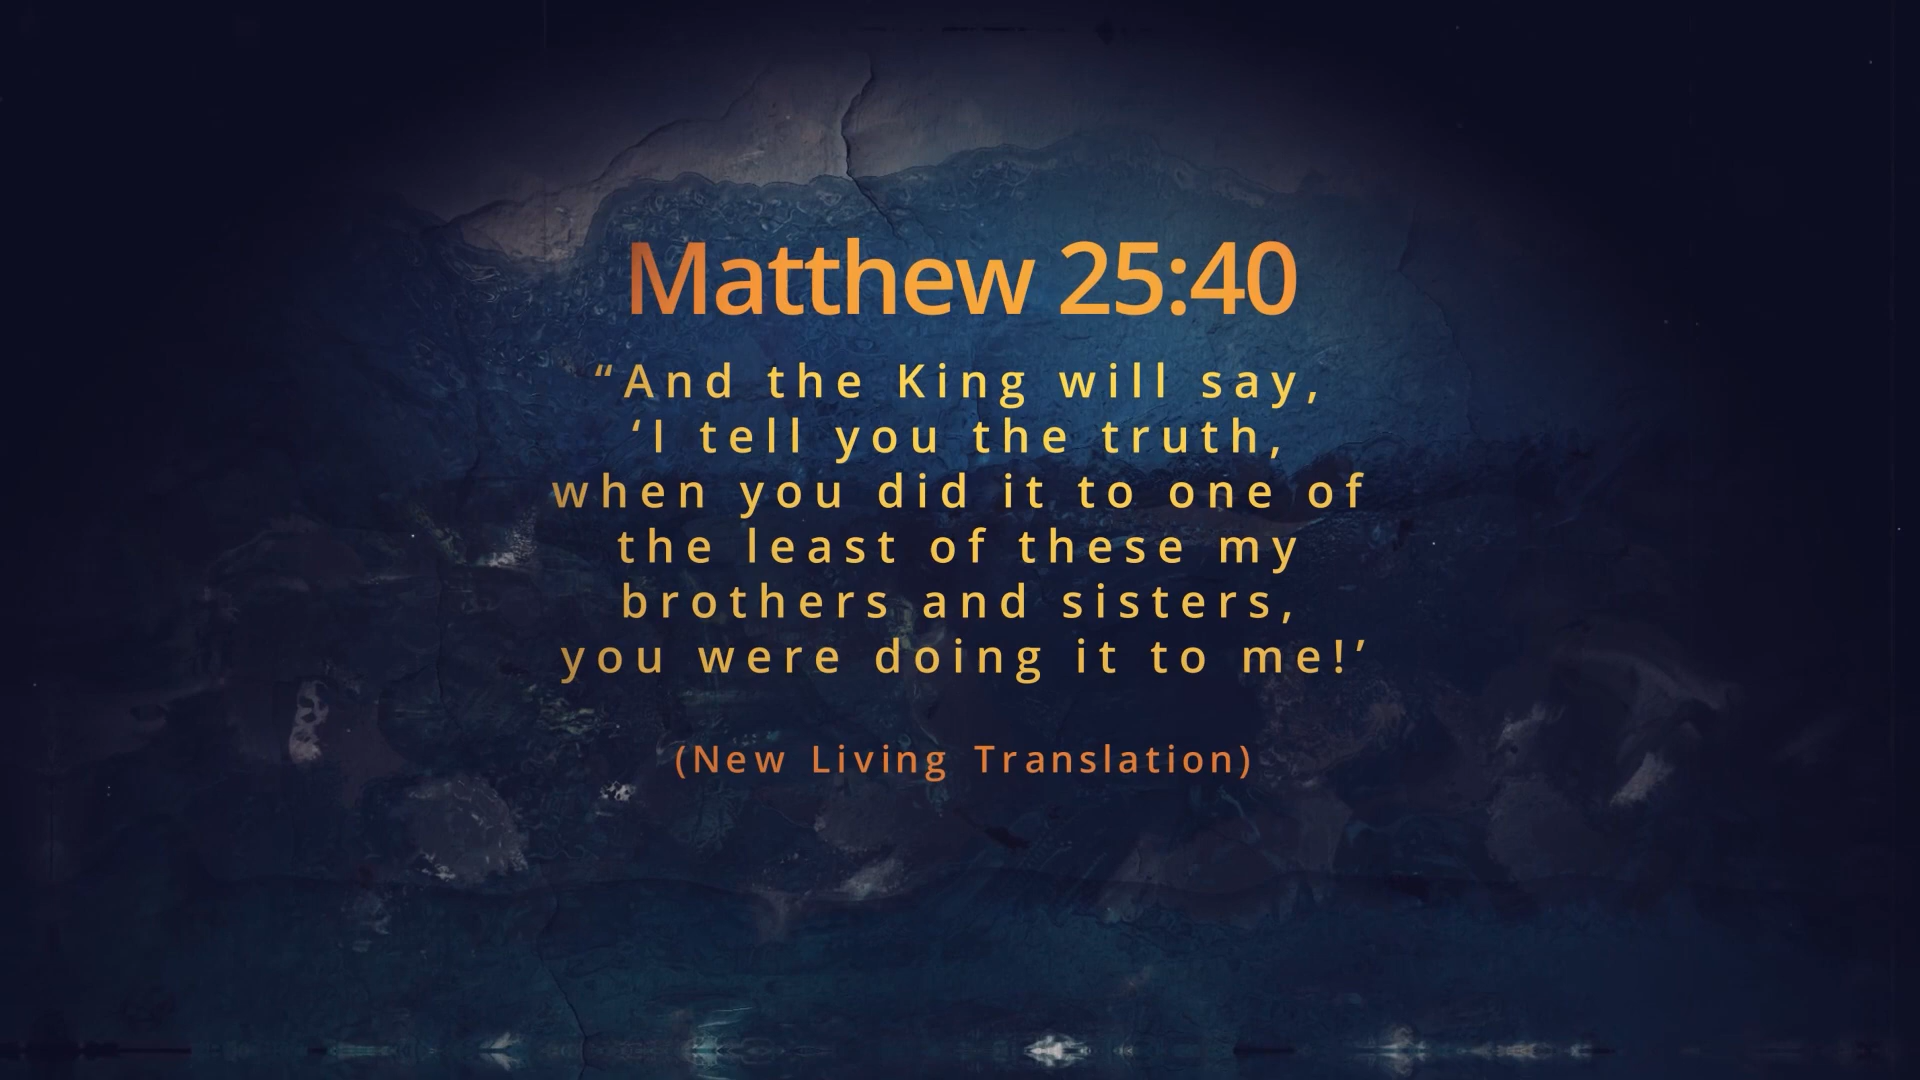 Matthew 25:40
“And the King will say,
‘I tell you the truth,
when you did it to one of
the least of these my
brothers and sisters,
you were doing it to me!’
(New Living Translation)